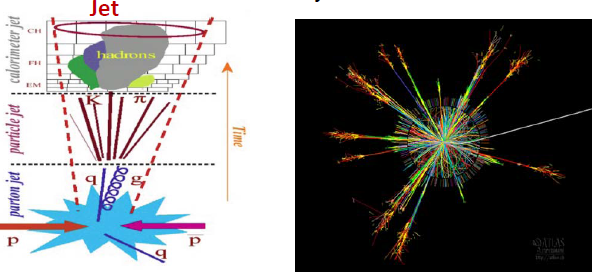 Jet
calorimeter jet
CH
FH
EM
hadrons
K π
particle jet
Time
parton jet
q g
p p
q
ATLAS